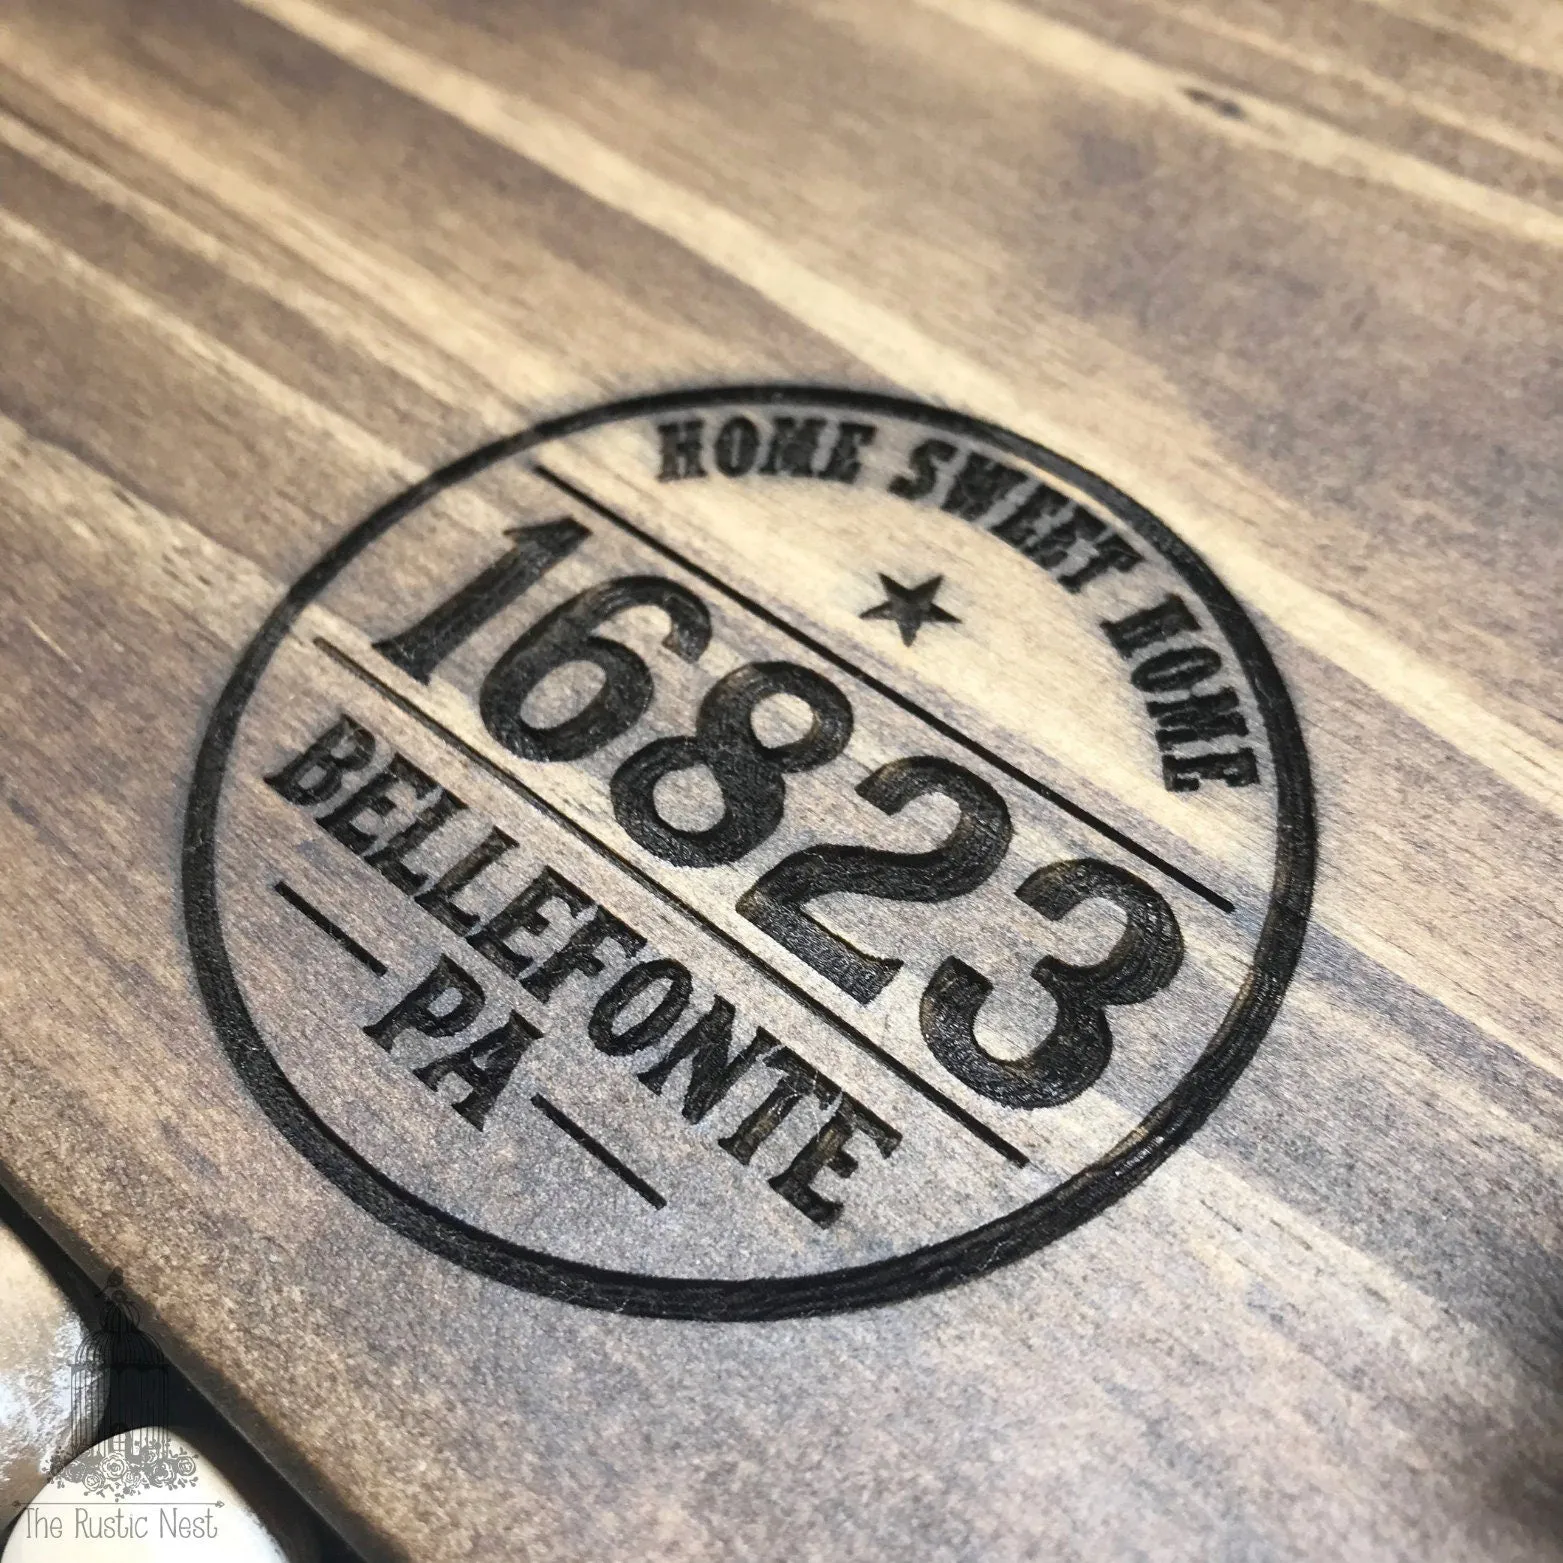 HOME SWEET HOME
16823
BELLEFONTE
PA
The Rustic Nest